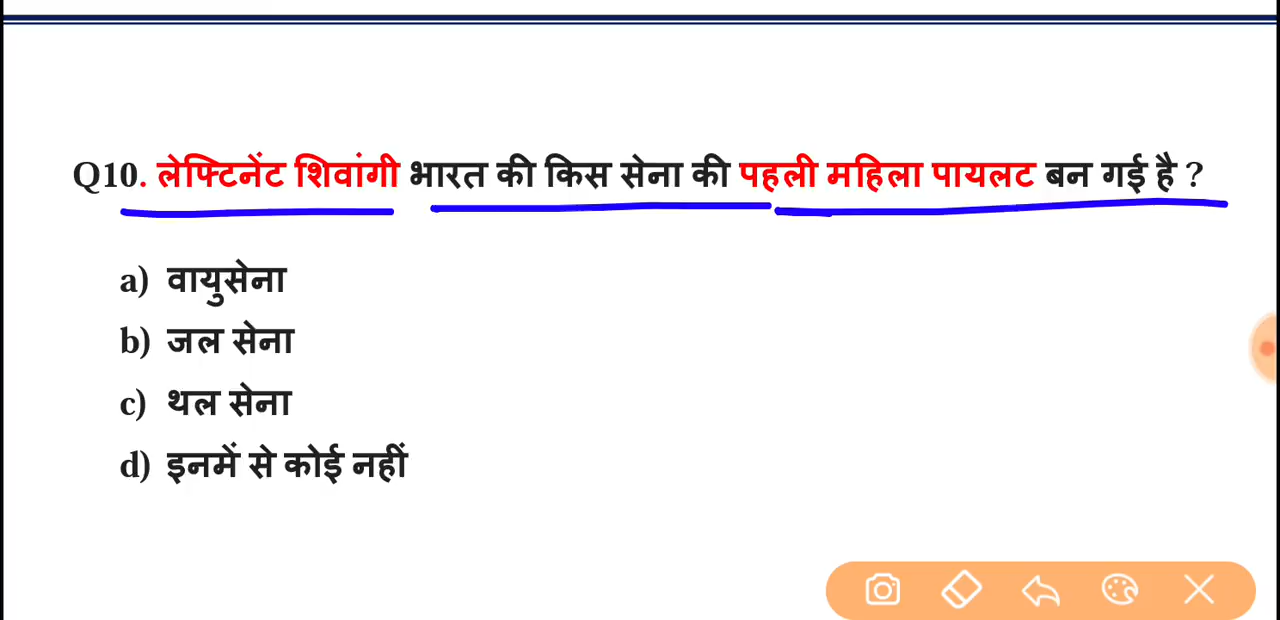 Q10. लेफ्टिनेंट शिवांगी भारत की किस सेना की पहली महिला पायलट बन गई है ?
a) वायुसेना
b) जल सेना
c) थल सेना
d) इनमें से कोई नहीं